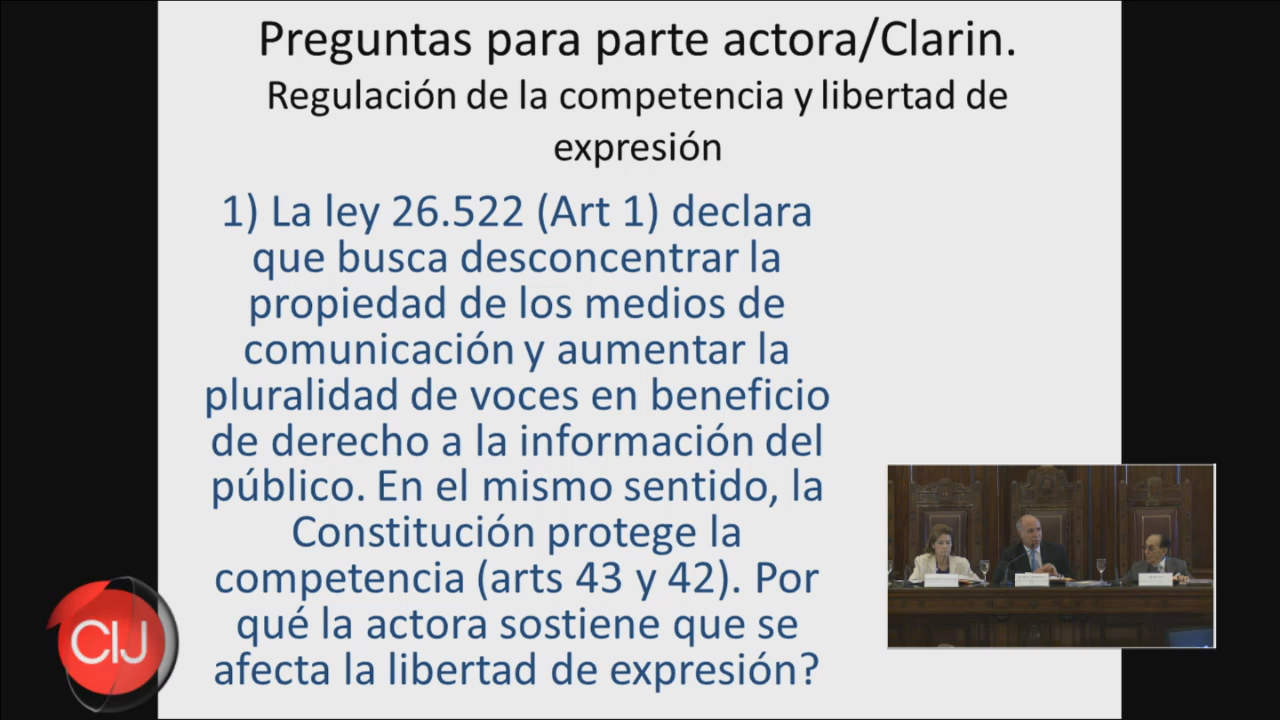 Preguntas para parte actora/Clarin.
Regulación de la competencia y libertad de
expresión
1) La ley 26.522 (Art 1) declara
que busca desconcentrar la
propiedad de los medios de
comunicación y aumentar la
pluralidad de voces en beneficio
de derecho a la información del
público. En el mismo sentido, la
Constitución protege la
competencia (arts 43 y 42). Por
qué la actora sostiene que se
afecta la libertad de expresión?
CIJ